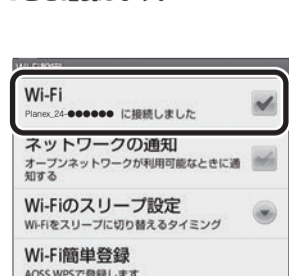 Wi-Fi
Planex_24-●●●●●● に接続しました
ネットワークの通知
オープンネットワークが利用可能なときに通
知する
Wi-Fiのスリープ設定
Wi-Fiをスリープに切り替えるタイミング
Wi-Fi簡単登録
AOSS,WPSで登録します